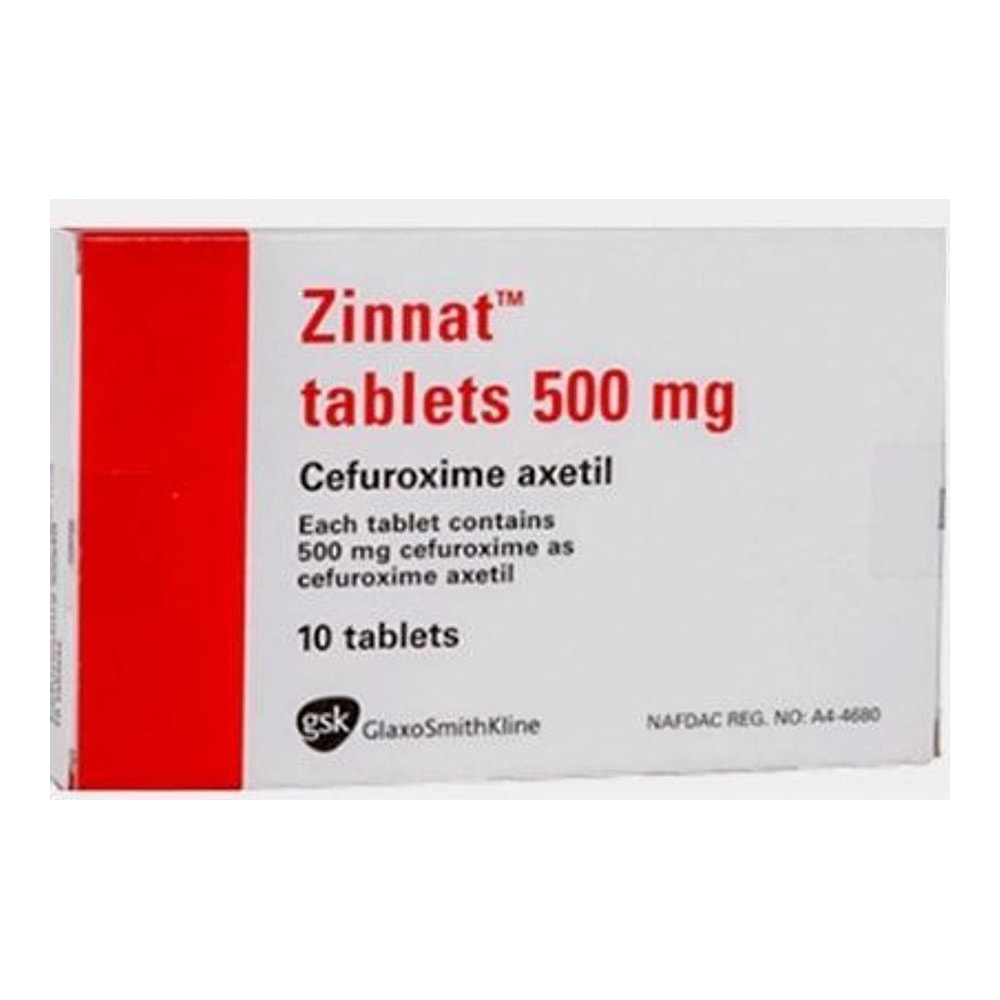 Zinnat™
tablets 500 mg
Cefuroxime axetil
Each tablet contains
500 mg cefuroxime as
cefuroxime axetil
10 tablets
gsk GlaxoSmithKline
NAFDAC REG. NO: A4-4680